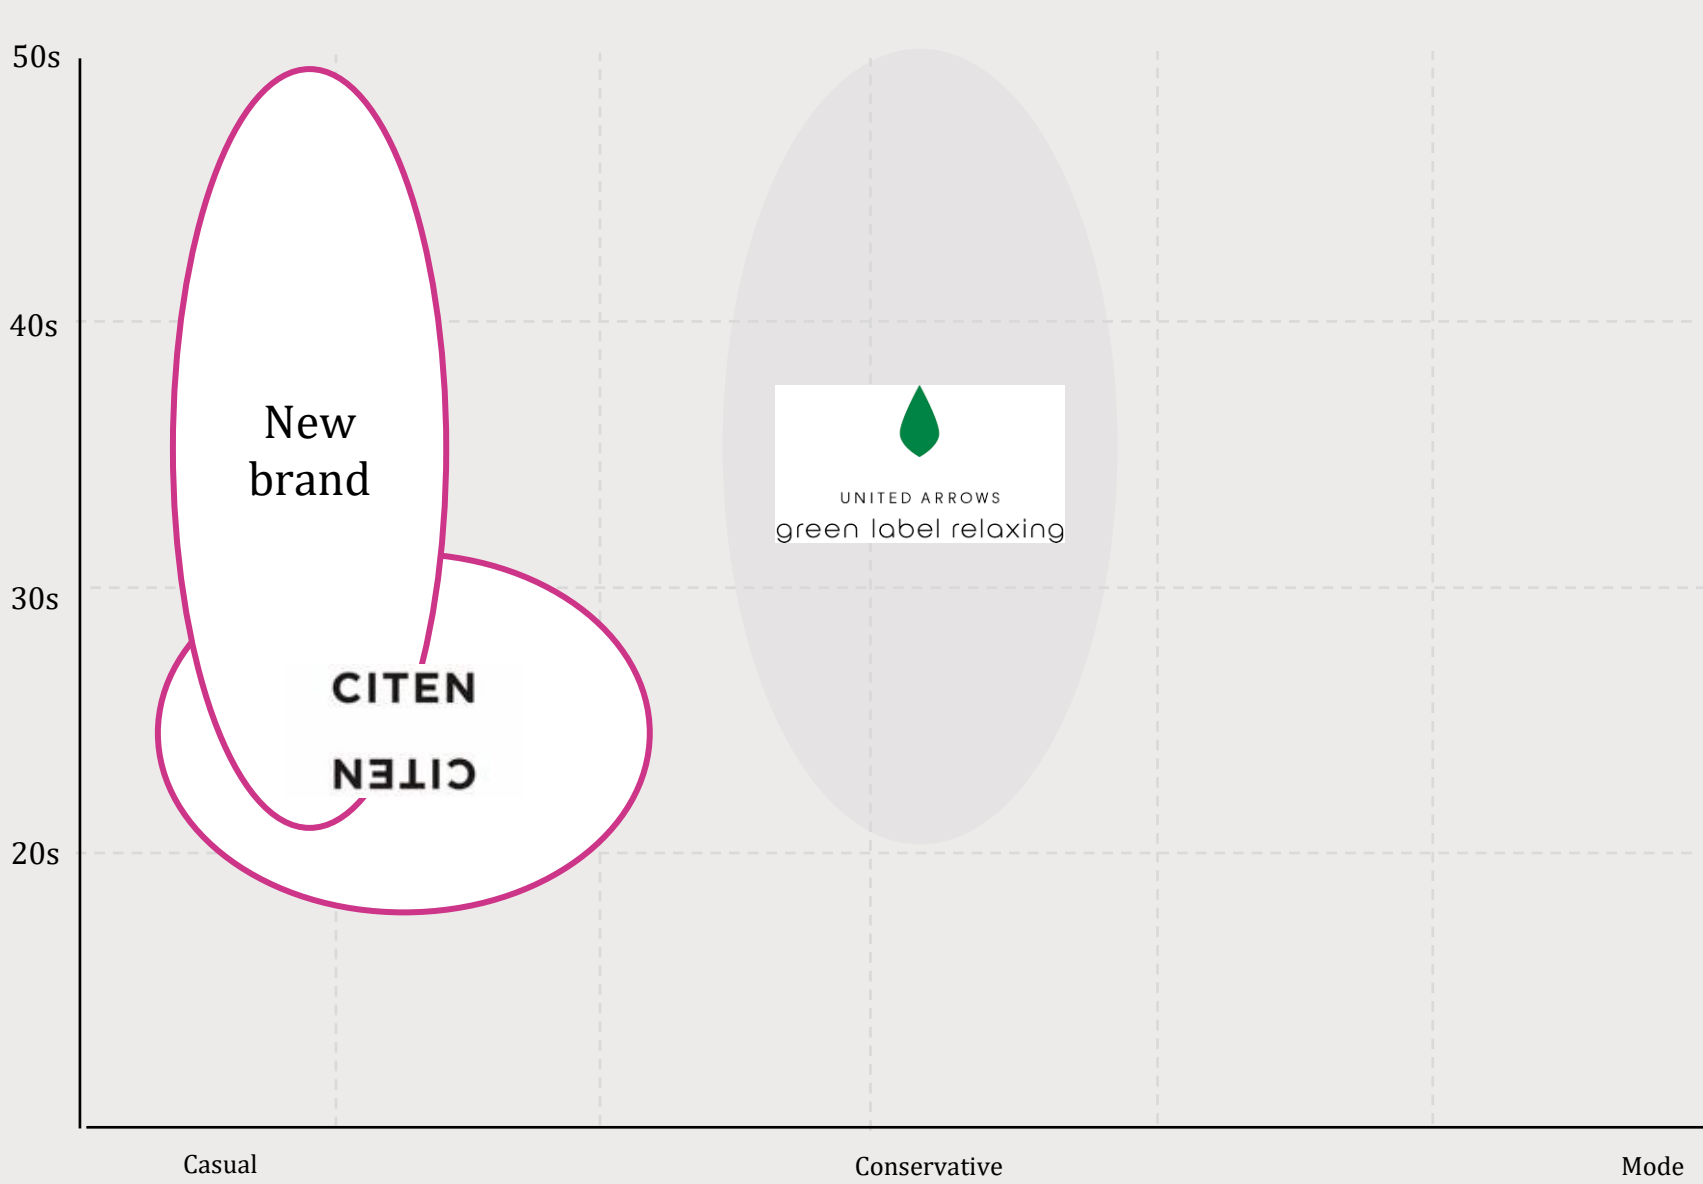 50s
40s
30s
20s
New
brand
CITEN
CITEN
UNITED ARROWS
green label relaxing
Casual
Conservative
Mode